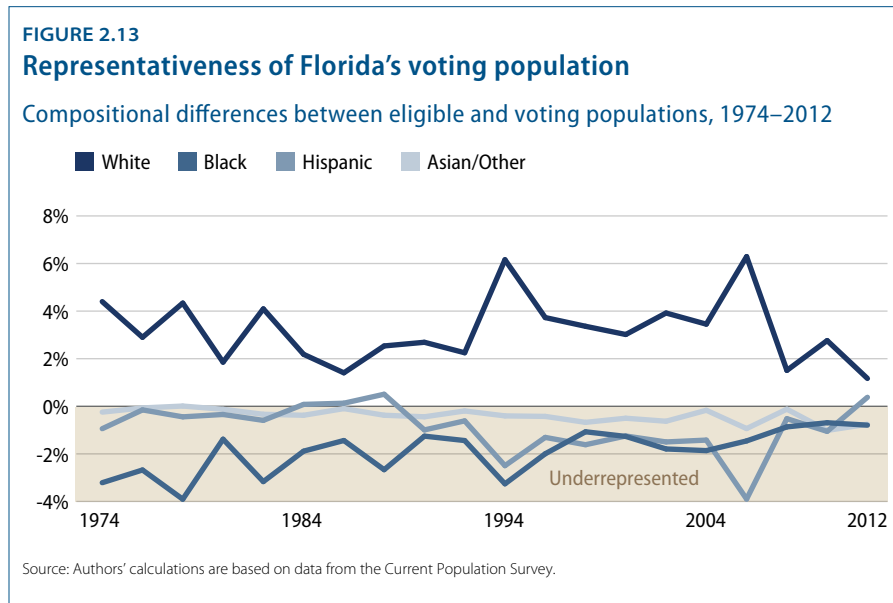 FIGURE 2.13
Representativeness of Florida’s voting population
Compositional differences between eligible and voting populations, 1974–2012
White Black Hispanic Asian/Other
8%
6%
4%
2%
0%
-2%
Underrepresented
-4%
1974 1984 1994 2004 2012
Source: Authors’ calculations are based on data from the Current Population Survey.